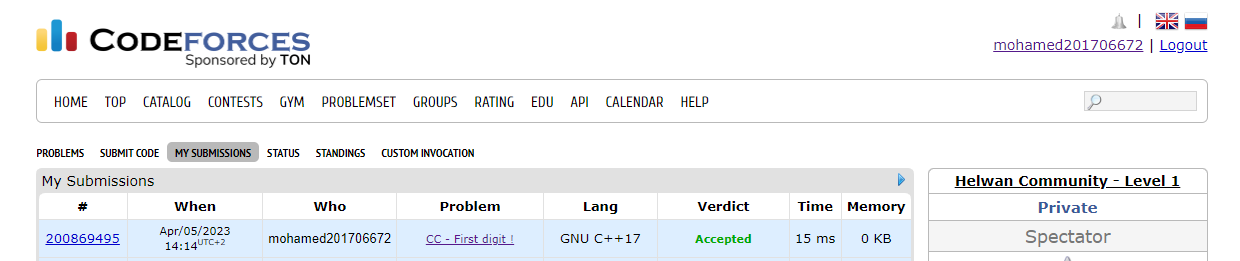 CODEFORCES
Sponsored by TON
|
mohamed201706672 | Logout
HOME TOP CATALOG CONTESTS GYM PROBLEMSET GROUPS RATING EDU API CALENDAR HELP
PROBLEMS SUBMIT CODE MY SUBMISSIONS STATUS STANDINGS CUSTOM INVOCATION
My Submissions
# When Who Problem Lang Verdict Time Memory
200869495 Apr/05/2023 14:14UTC+2 mohamed201706672 CC - First digit ! GNU C++17 Accepted 15 ms 0 KB
Helwan Community - Level 1
Private
Spectator